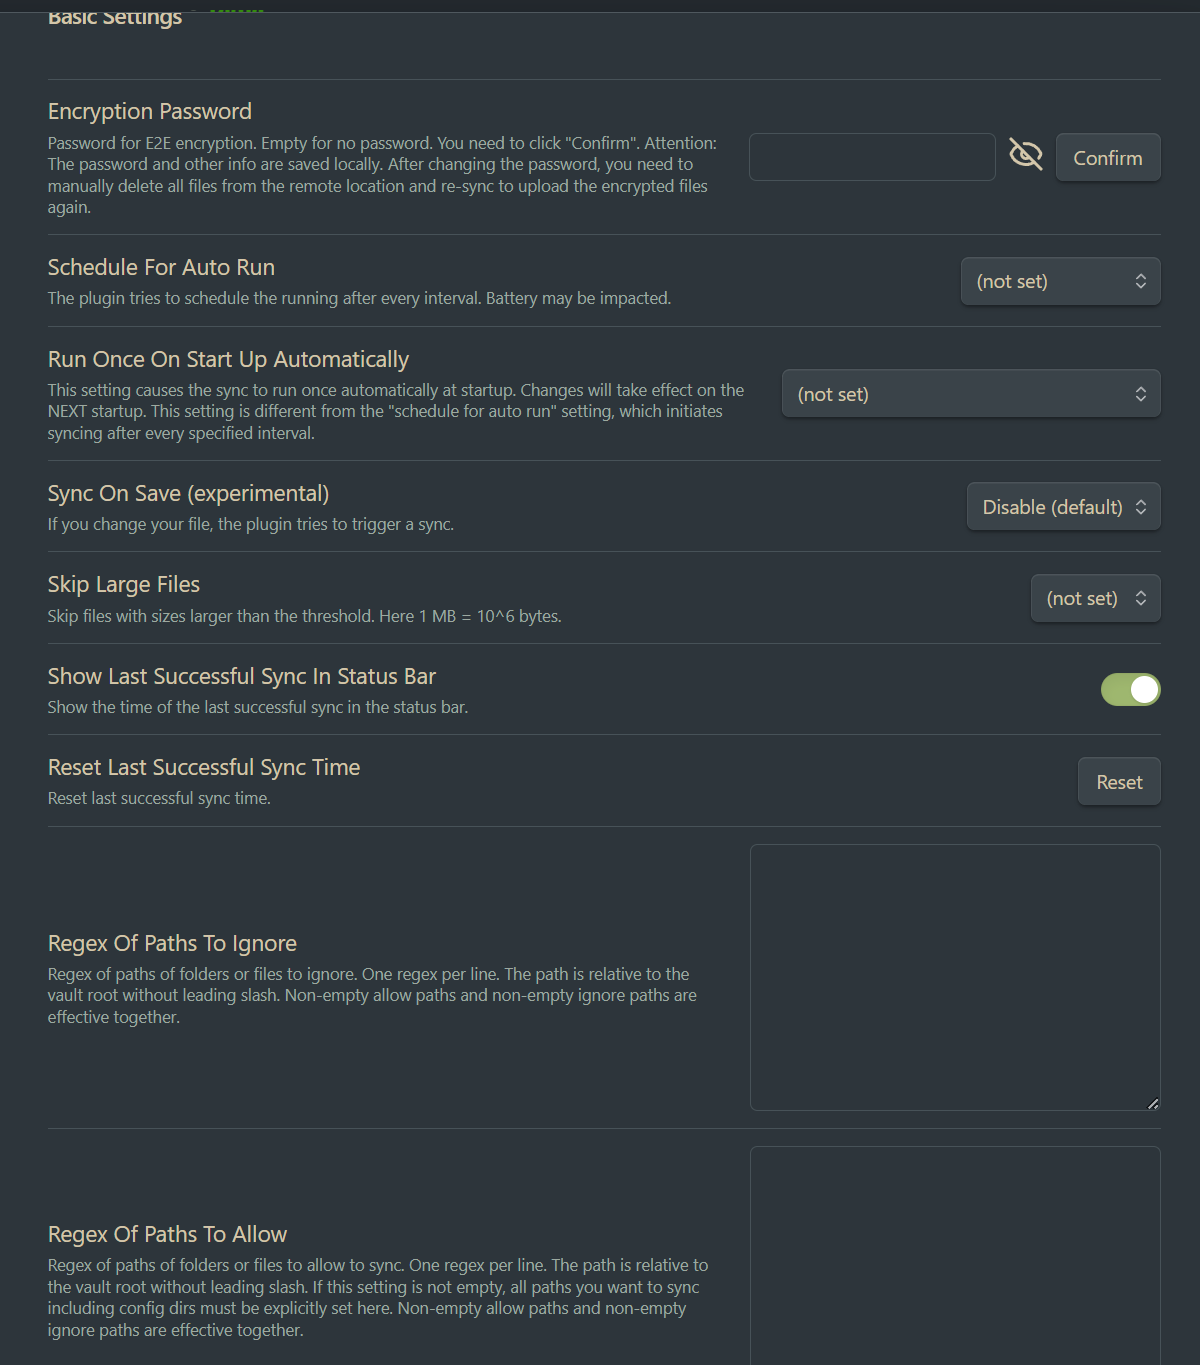 Basic Settings
Encryption Password
Password for E2E encryption. Empty for no password. You need to click "Confirm". Attention:
The password and other info are saved locally. After changing the password, you need to
manually delete all files from the remote location and re-sync to upload the encrypted files
again.
Confirm
Schedule For Auto Run
The plugin tries to schedule the running after every interval. Battery may be impacted.
(not set)
Run Once On Start Up Automatically
This setting causes the sync to run once automatically at startup. Changes will take effect on the
NEXT startup. This setting is different from the "schedule for auto run" setting, which initiates
syncing after every specified interval.
(not set)
Sync On Save (experimental)
If you change your file, the plugin tries to trigger a sync.
Disable (default)
Skip Large Files
Skip files with sizes larger than the threshold. Here 1 MB = 10^6 bytes.
(not set)
Show Last Successful Sync In Status Bar
Show the time of the last successful sync in the status bar.
Reset Last Successful Sync Time
Reset last successful sync time.
Reset
Regex Of Paths To Ignore
Regex of paths of folders or files to ignore. One regex per line. The path is relative to the
vault root without leading slash. Non-empty allow paths and non-empty ignore paths are
effective together.
Regex Of Paths To Allow
Regex of paths of folders or files to allow to sync. One regex per line. The path is relative to
the vault root without leading slash. If this setting is not empty, all paths you want to sync
including config dirs must be explicitly set here. Non-empty allow paths and non-empty
ignore paths are effective together.